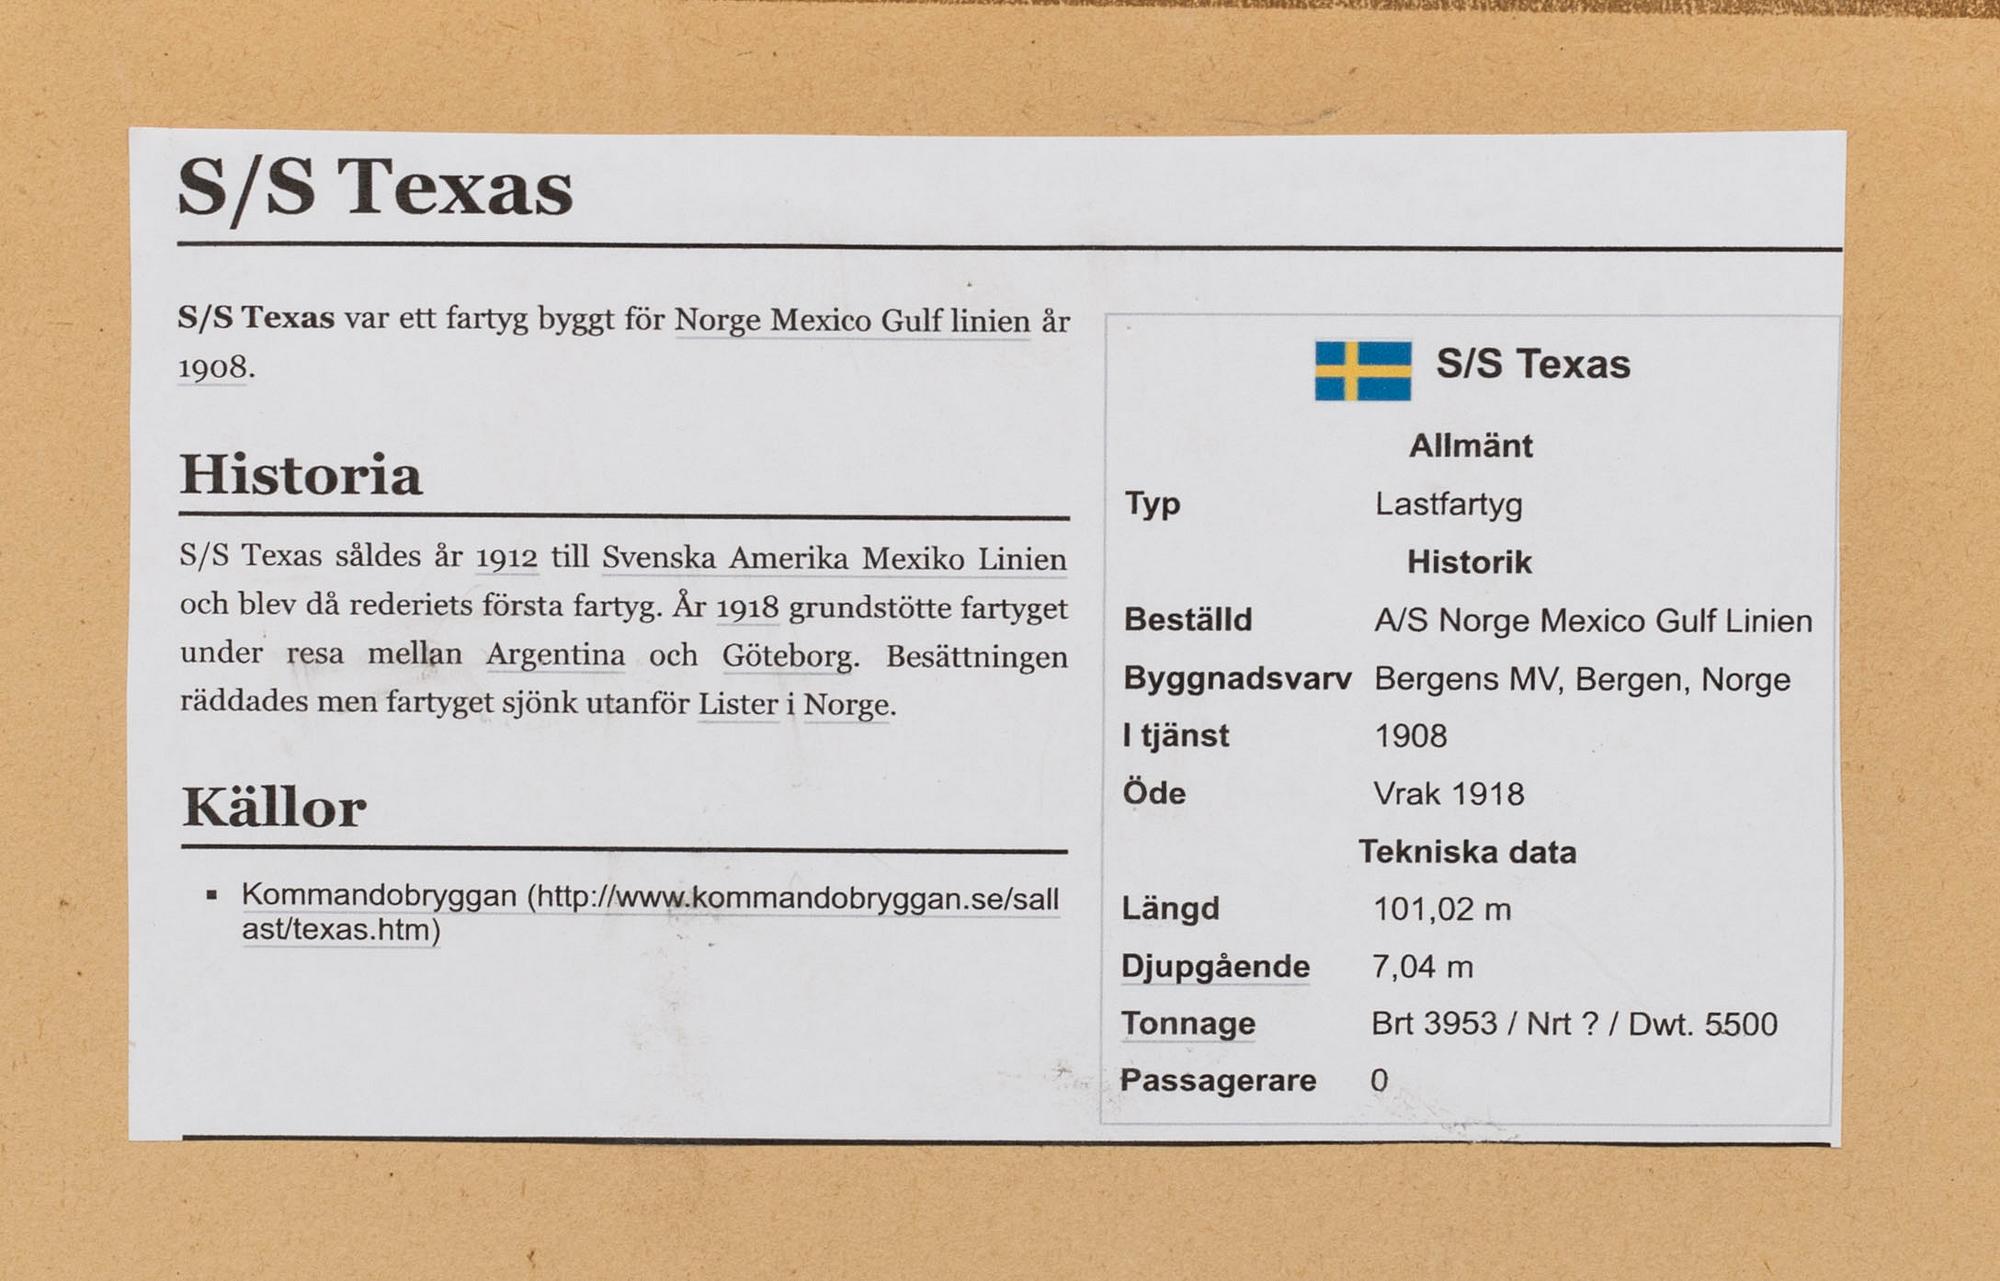 S/S Texas
S/S Texas var ett fartyg byggt för Norge Mexico Gulf linien år
1908.
Historia
S/S Texas såldes år 1912 till Svenska Amerika Mexiko Linien
och blev då rederiets första fartyg. År 1918 grundstötte fartyget
under resa mellan Argentina och Göteborg. Besättningen
räddades men fartyget sjönk utanför Lister i Norge.
Källor
▪ Kommandobryggan (http://www.kommandobryggan.se/sall
ast/texas.htm)
S/S Texas
Allmänt
Typ Lastfartyg
Historik
Beställd A/S Norge Mexico Gulf Linien
Byggnadsvarv Bergens MV, Bergen, Norge
I tjänst 1908
Öde Vrak 1918
Tekniska data
Längd 101,02 m
Djupgående 7,04 m
Tonnage Brt 3953 / Nrt ? / Dwt. 5500
Passagerare 0